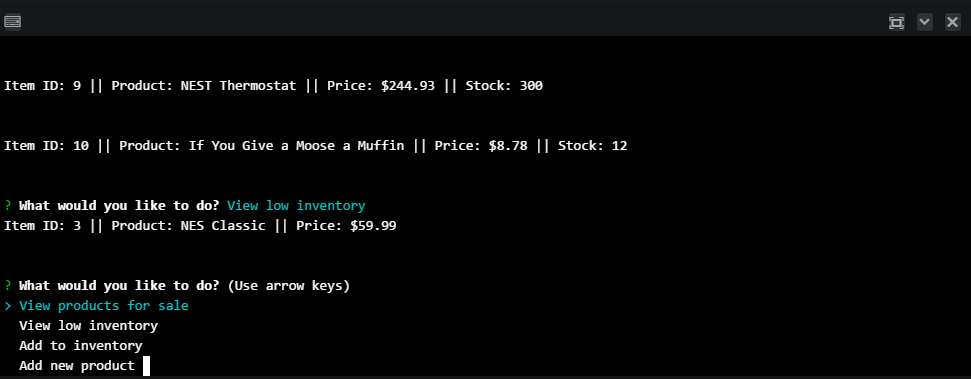 Item ID: 9 || Product: NEST Thermostat || Price: $244.93 || Stock: 300
Item ID: 10 || Product: If You Give a Moose a Muffin || Price: $8.78 || Stock: 12
? What would you like to do? View low inventory
Item ID: 3 || Product: NES Classic || Price: $59.99
? What would you like to do? (Use arrow keys)
> View products for sale
View low inventory
Add to inventory
Add new product